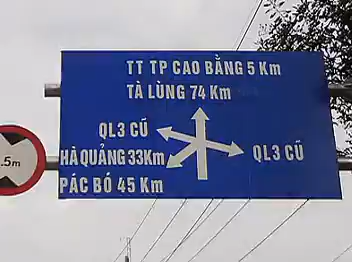 TT TP CAO BẰNG 5 Km
TÀ LÙNG 74 Km
QL3 CŨ
QL3 CŨ
HÀ QUẢNG 33Km
PÁC BÓ 45 Km
.5m